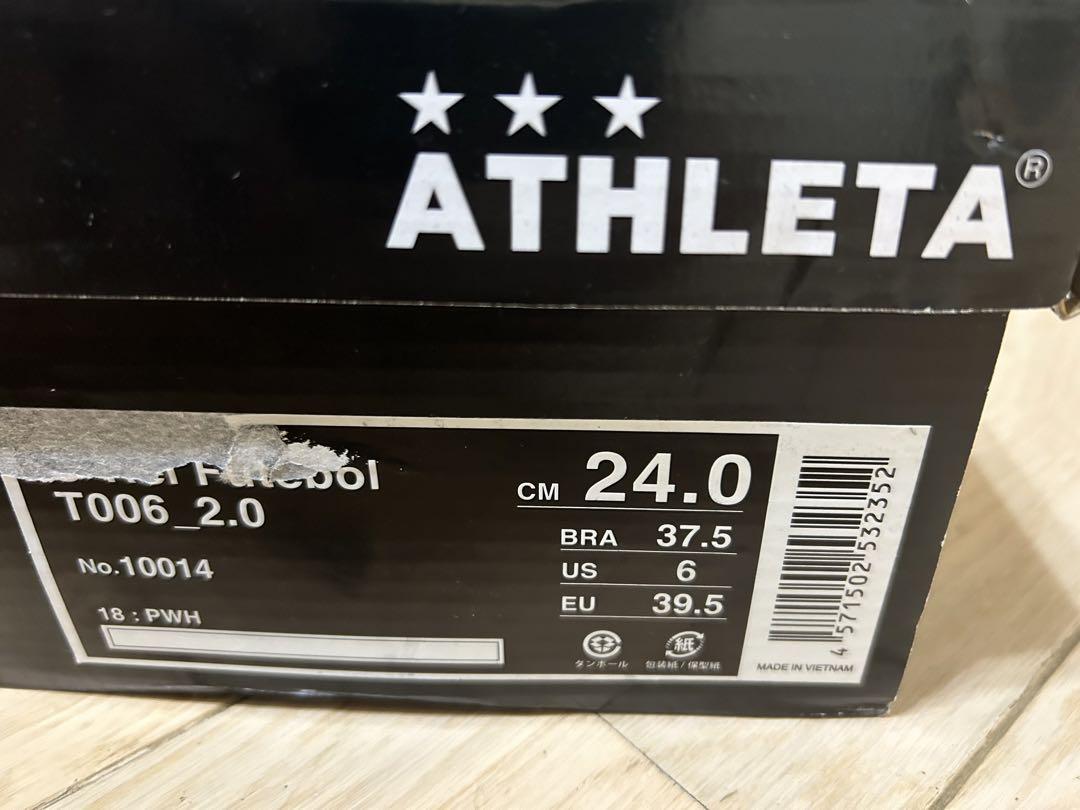 ATHLETA®
Futebol
T006_2.0
No.10014
18 : PWH
CM 24.0
BRA 37.5
US 6
EU 39.5
ダンボール
紙
包装紙/保型紙
4571502532352
MADE IN VIETNAM